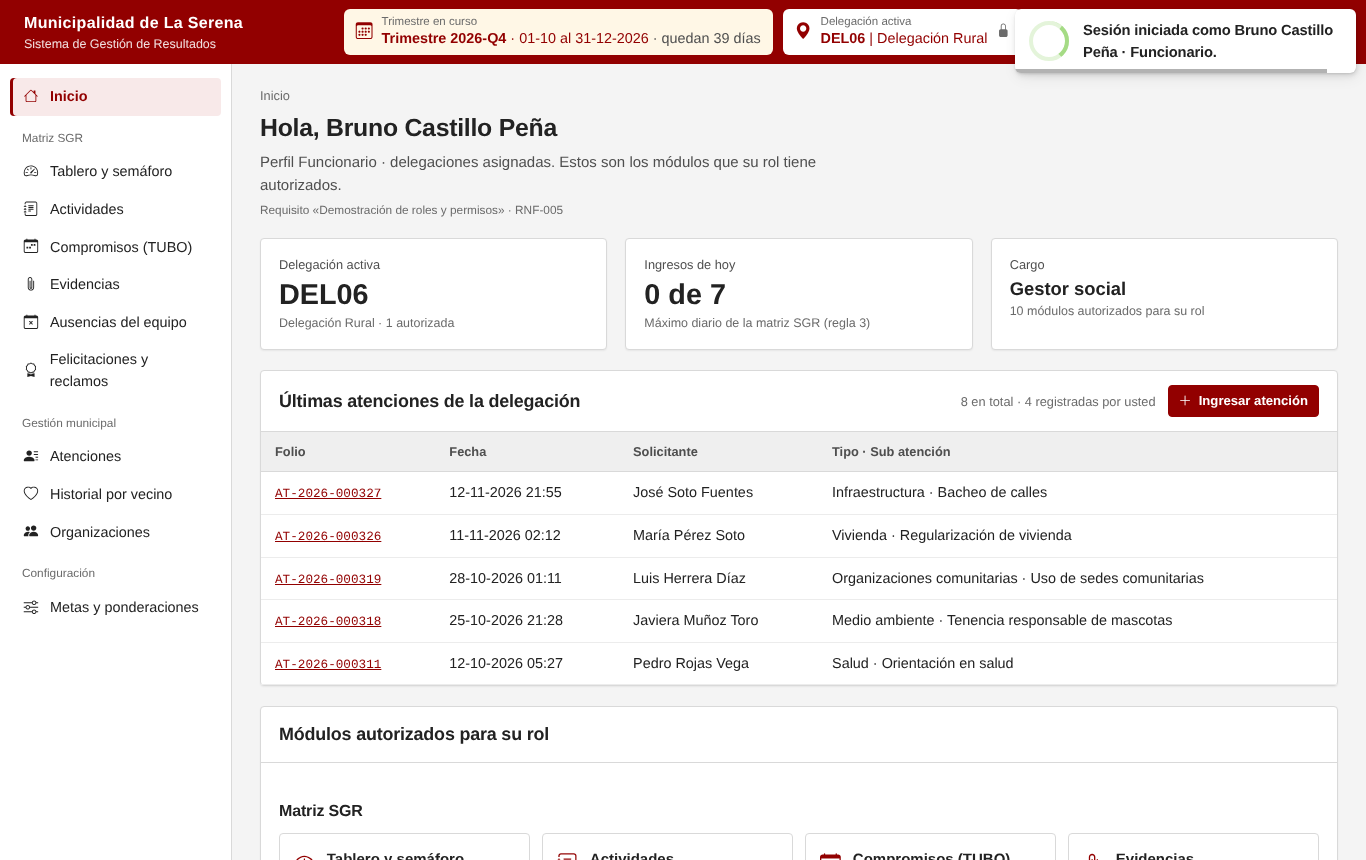 Municipalidad de La Serena
Sistema de Gestión de Resultados
Trimestre en curso
Trimestre 2026-Q4 · 01-10 al 31-12-2026 · quedan 39 días
Delegación activa
DEL06 | Delegación Rural
Sesión iniciada como Bruno Castillo
Peña · Funcionario.
Inicio
Matriz SGR
Tablero y semáforo
Actividades
Compromisos (TUBO)
Evidencias
Ausencias del equipo
Felicitaciones y
reclamos
Gestión municipal
Atenciones
Historial por vecino
Organizaciones
Configuración
Metas y ponderaciones
Inicio
Hola, Bruno Castillo Peña
Perfil Funcionario · delegaciones asignadas. Estos son los módulos que su rol tiene
autorizados.
Requisito «Demostración de roles y permisos» · RNF-005
Delegación activa
DEL06
Delegación Rural · 1 autorizada
Ingresos de hoy
0 de 7
Máximo diario de la matriz SGR (regla 3)
Cargo
Gestor social
10 módulos autorizados para su rol
Últimas atenciones de la delegación
8 en total · 4 registradas por usted
Ingresar atención
Folio Fecha Solicitante Tipo · Sub atención
AT-2026-000327 12-11-2026 21:55 José Soto Fuentes Infraestructura · Bacheo de calles
AT-2026-000326 11-11-2026 02:12 María Pérez Soto Vivienda · Regularización de vivienda
AT-2026-000319 28-10-2026 01:11 Luis Herrera Díaz Organizaciones comunitarias · Uso de sedes comunitarias
AT-2026-000318 25-10-2026 21:28 Javiera Muñoz Toro Medio ambiente · Tenencia responsable de mascotas
AT-2026-000311 12-10-2026 05:27 Pedro Rojas Vega Salud · Orientación en salud
Módulos autorizados para su rol
Matriz SGR
Tablero y semáforo
Actividades
Compromisos (TUBO)
Evidencias